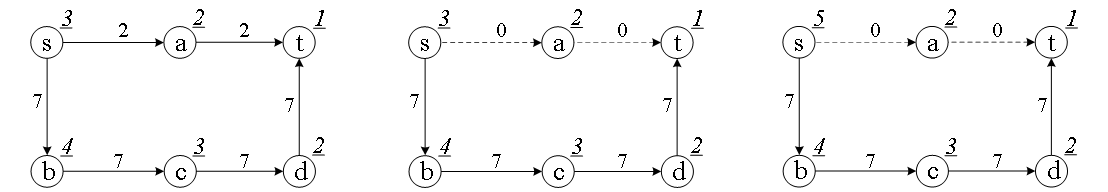 3 2 1 3 2 1 5 2 1
s 2 a 2 t s 0 a 0 t s 0 a 0 t
7 7 7 7 7 7
4 3 2 4 3 2 4 3 2
b 7 c 7 d b 7 c 7 d b 7 c 7 d